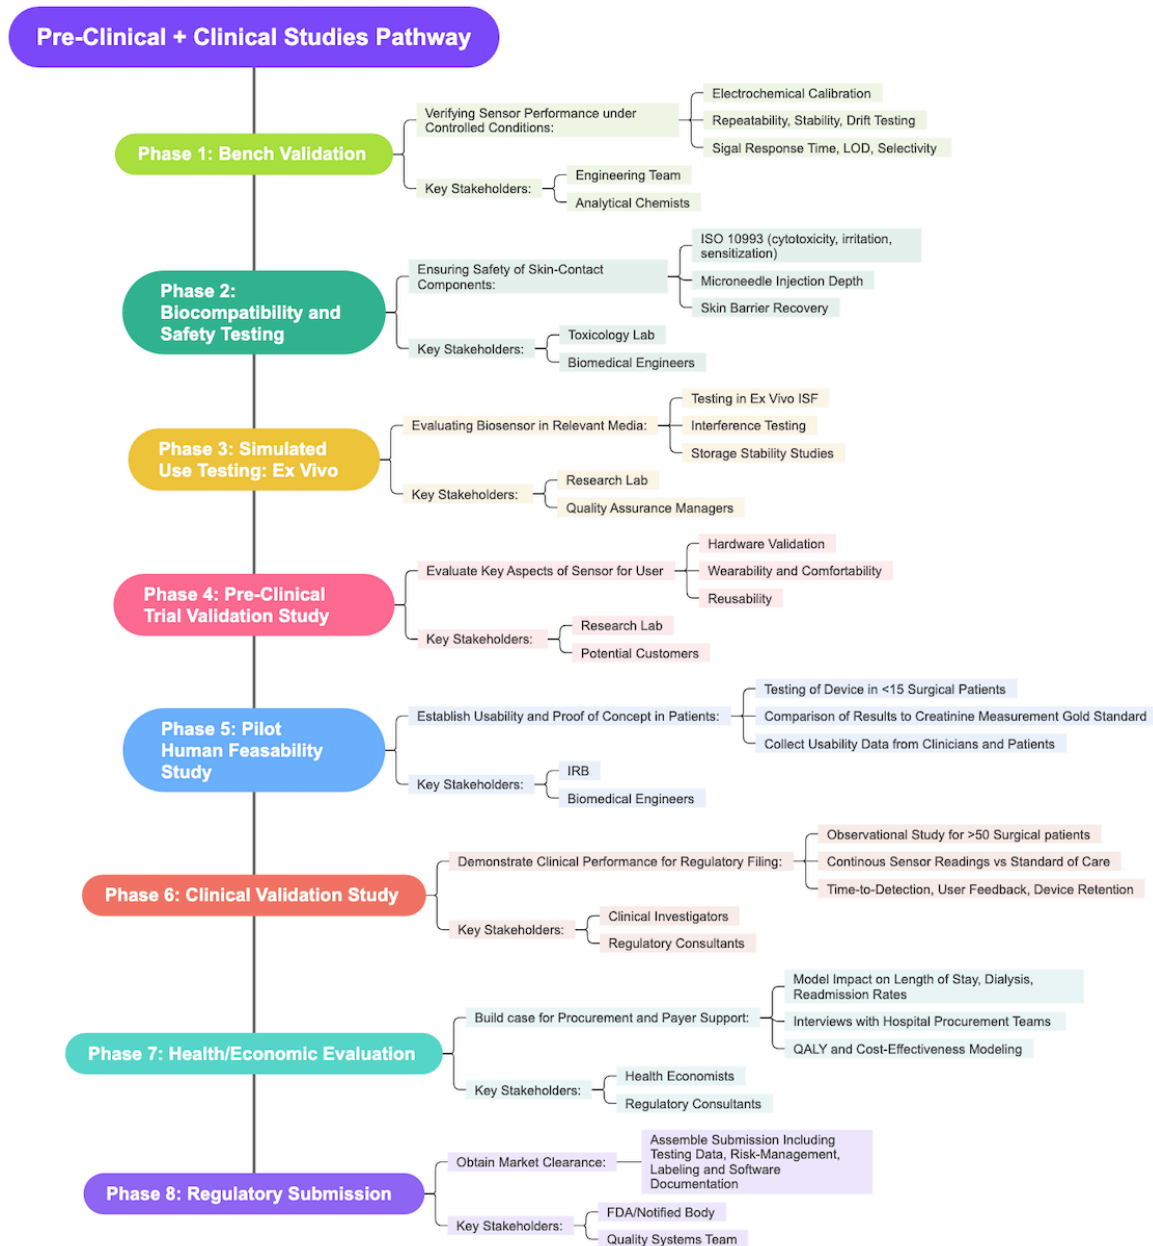 Pre-Clinical + Clinical Studies Pathway
Phase 1: Bench Validation
Verifying Sensor Performance under
Controlled Conditions:
Electrochemical Calibration
Repeatability, Stability, Drift Testing
Sigal Response Time, LOD, Selectivity
Key Stakeholders:
Engineering Team
Analytical Chemists
Phase 2:
Biocompatibility and
Safety Testing
Ensuring Safety of Skin-Contact
Components:
ISO 10993 (cytotoxicity, irritation,
sensitization)
Microneedle Injection Depth
Skin Barrier Recovery
Key Stakeholders:
Toxicology Lab
Biomedical Engineers
Phase 3: Simulated
Use Testing: Ex Vivo
Evaluating Biosensor in Relevant Media:
Testing in Ex Vivo ISF
Interference Testing
Storage Stability Studies
Key Stakeholders:
Research Lab
Quality Assurance Managers
Phase 4: Pre-Clinical
Trial Validation Study
Evaluate Key Aspects of Sensor for User
Hardware Validation
Wearability and Comfortability
Reusability
Key Stakeholders:
Research Lab
Potential Customers
Phase 5: Pilot
Human Feasability
Study
Establish Usability and Proof of Concept in Patients:
Testing of Device in <15 Surgical Patients
Comparison of Results to Creatinine Measurement Gold Standard
Collect Usability Data from Clinicians and Patients
Key Stakeholders:
IRB
Biomedical Engineers
Phase 6: Clinical Validation Study
Demonstrate Clinical Performance for Regulatory Filing:
Observational Study for >50 Surgical patients
Continous Sensor Readings vs Standard of Care
Time-to-Detection, User Feedback, Device Retention
Key Stakeholders:
Clinical Investigators
Regulatory Consultants
Phase 7: Health/Economic Evaluation
Build case for Procurement and Payer Support:
Model Impact on Length of Stay, Dialysis,
Readmission Rates
Interviews with Hospital Procurement Teams
QALY and Cost-Effectiveness Modeling
Key Stakeholders:
Health Economists
Regulatory Consultants
Phase 8: Regulatory Submission
Obtain Market Clearance:
Assemble Submission Including
Testing Data, Risk-Management,
Labeling and Software
Documentation
Key Stakeholders:
FDA/Notified Body
Quality Systems Team